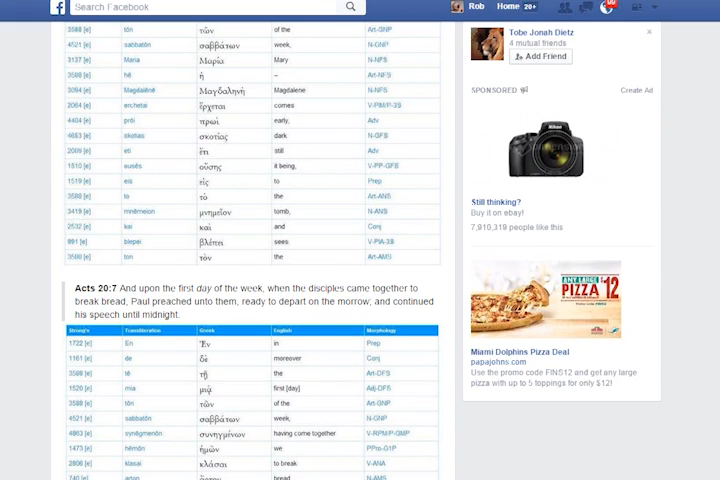 f Search Facebook Rob Home 20+
3588 [e] tōn τῶν of the Art-GNP
4521 [e] sabbatōn σαββάτων week, N-GNP
3137 [e] Maria Μαρία Mary N-NFS
3588 [e] hē ἡ – Art-NFS
3094 [e] Magdalēnē Μαγδαληνὴ Magdalene N-NFS
2064 [e] erchetai ἔρχεται comes V-PIM/P-3S
4404 [e] prōi πρωῒ early, Adv
4653 [e] skotias σκοτίας dark N-GFS
2089 [e] eti ἔτι still Adv
1510 [e] ousēs οὔσης it being, V-PP-GFS
1519 [e] eis εἰς to Prep
3588 [e] to τὸ the Art-ANS
3419 [e] mnēmeion μνημεῖον tomb, N-ANS
2532 [e] kai καὶ and Conj
991 [e] blepei βλέπει sees V-PIA-3S
3588 [e] ton τὸν the Art-AMS
Acts 20:7 And upon the first day of the week, when the disciples came together to
break bread, Paul preached unto them, ready to depart on the morrow; and continued
his speech until midnight.
Strong's Transliteration Greek English Morphology
1722 [e] En Ἐν in Prep
1161 [e] de δὲ moreover Conj
3588 [e] tē τῇ the Art-DFS
1520 [e] mia μιᾷ first [day] Adj-DFS
3588 [e] tōn τῶν of the Art-GNP
4521 [e] sabbatōn σαββάτων week, N-GNP
4863 [e] synēgmenōn συνηγμένων having come together V-RPM/P-GMP
1473 [e] hēmōn ἡμῶν we PPro-G1P
2806 [e] klasai κλάσαι to break V-ANA
740 [e] arton ἄρτον bread N-AMS
Tobe Jonah Dietz
4 mutual friends
Add Friend
SPONSORED Create Ad
Nikon
Still thinking?
Buy it on ebay!
7,910,319 people like this
ANY LARGE
PIZZA $12
Miami Dolphins Pizza Deal
papajohns.com
Use the promo code FINS12 and get any large
pizza with up to 5 toppings for only $12!